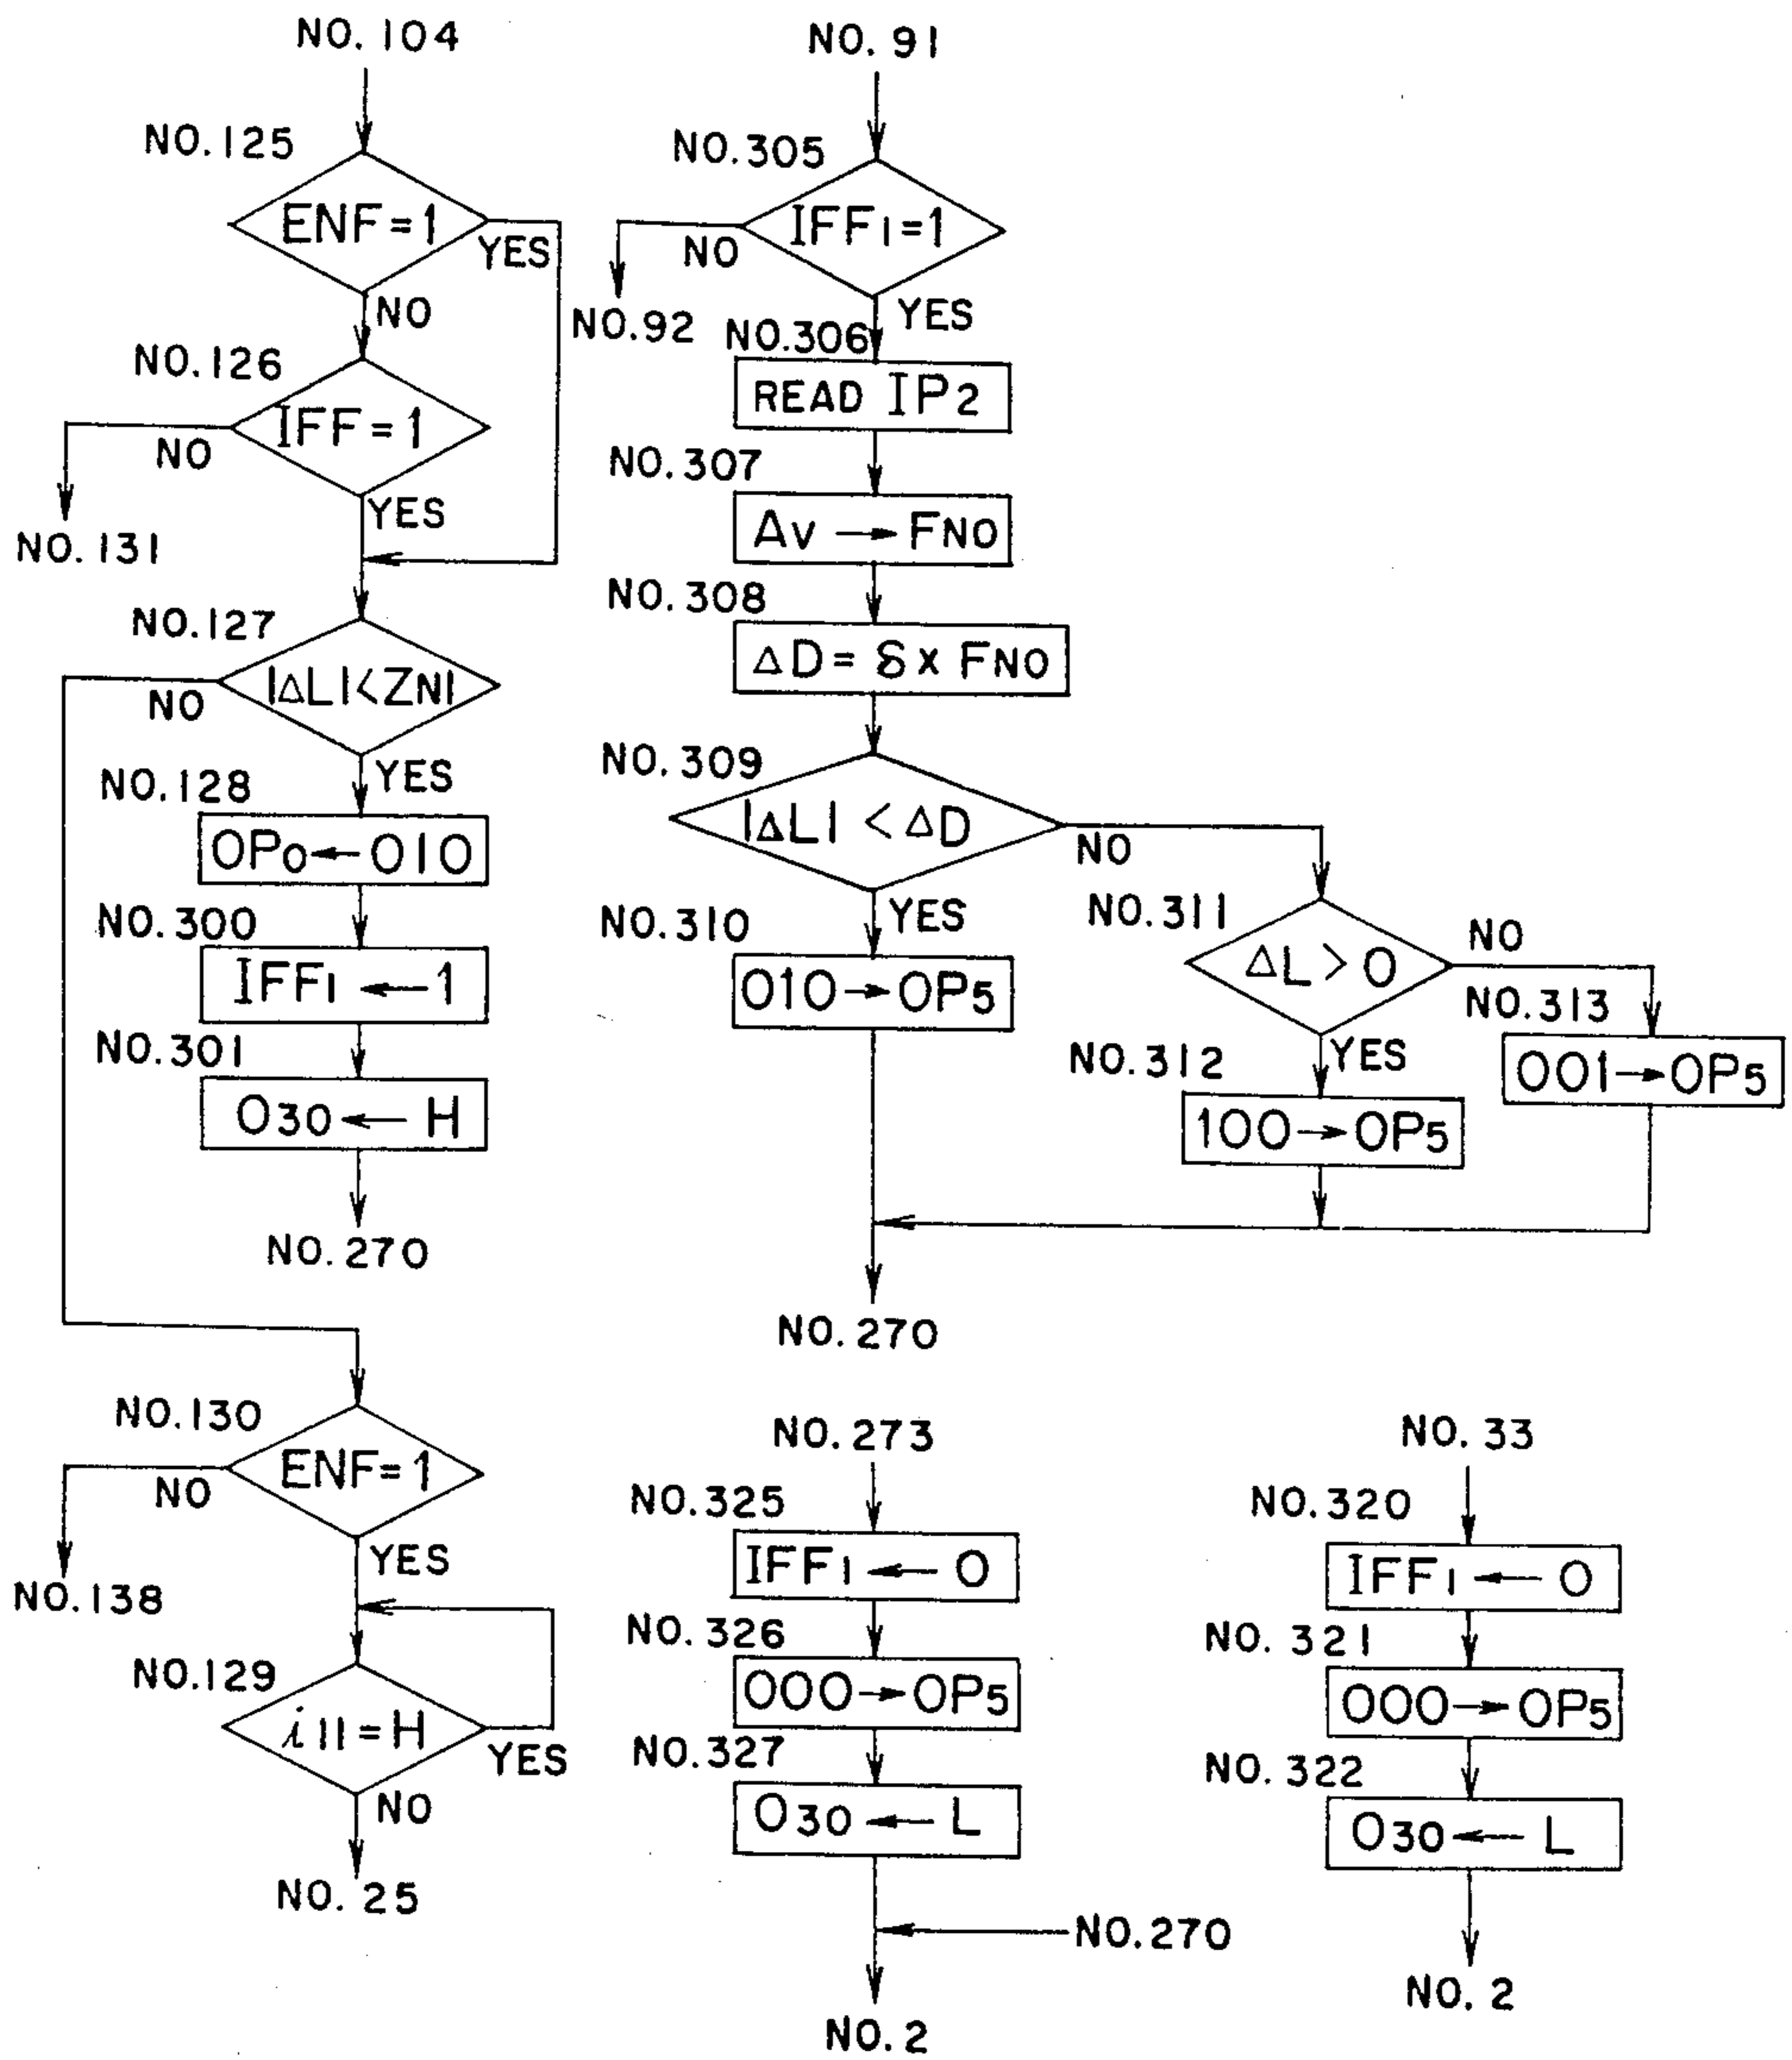 NO. 104
NO.125
ENF=1
YES
NO
NO.126
IFF=1
NO
YES
NO.131
NO.127
|ΔL|<ZN1
NO
YES
NO.128
OP0←010
NO.300
IFF1←1
NO.301
O30←H
NO.270
NO.130
ENF=1
NO
YES
NO.138
NO.129
i11=H
YES
NO
NO. 25
NO. 91
NO.305
IFF1=1
NO
YES
NO.92
NO.306
READ IP2
NO.307
Av→FNO
NO.308
ΔD=δ×FNO
NO.309
|ΔL|<ΔD
NO
YES
NO.310
010→OP5
NO.311
ΔL>0
NO
YES
NO.312
100→OP5
NO.313
001→OP5
NO. 270
NO. 273
NO.325
IFF1←0
NO.326
000→OP5
NO.327
O30←L
NO.270
NO.2
NO. 33
NO.320
IFF1←0
NO. 321
000→OP5
NO. 322
O30←L
NO. 2